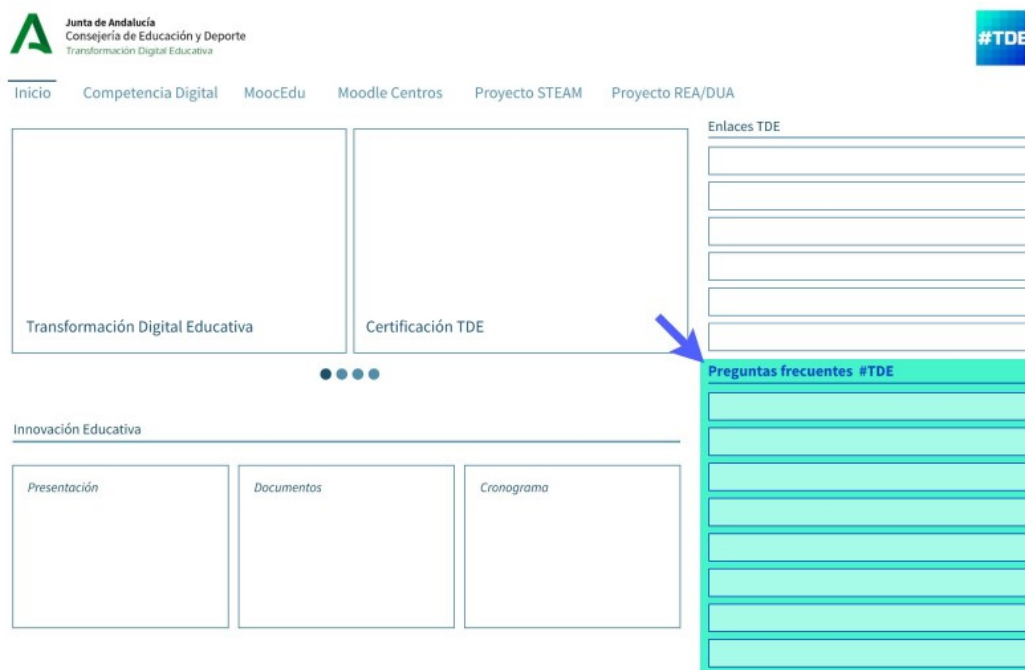 Junta de Andalucía
Consejería de Educación y Deporte
Transformación Digital Educativa
#TDE
Inicio Competencia Digital MoocEdu Moodle Centros Proyecto STEAM Proyecto REA/DUA
Enlaces TDE
Transformación Digital Educativa
Certificación TDE
Preguntas frecuentes #TDE
Innovación Educativa
Presentación
Documentos
Cronograma